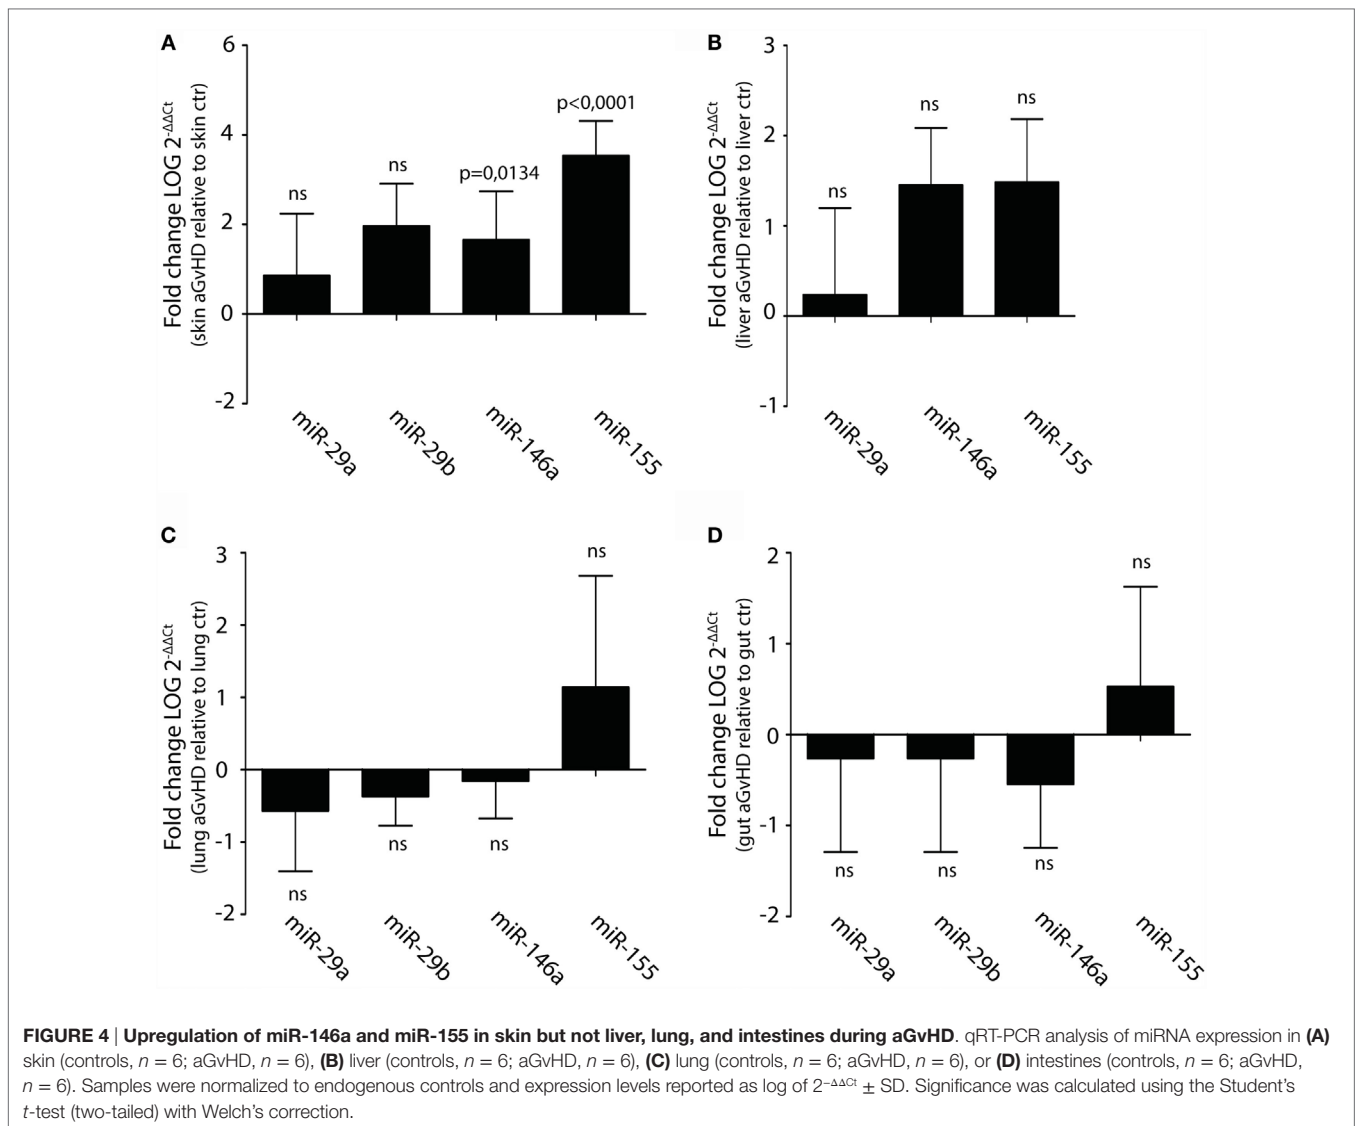 A
6
4
2
0
-2
Fold change LOG 2-ΔΔCt
(skin aGvHD relative to skin ctr)
ns
ns
p=0,0134
p<0,0001
miR-29a
miR-29b
miR-146a
miR-155
B
3
2
1
0
-1
Fold change LOG 2-ΔΔCt
(liver aGvHD relative to liver ctr)
ns
ns
ns
miR-29a
miR-146a
miR-155
C
3
2
1
0
-1
-2
Fold change LOG 2-ΔΔCt
(lung aGvHD relative to lung ctr)
ns
ns
ns
ns
miR-29a
miR-29b
miR-146a
miR-155
D
2
1
0
-1
-2
Fold change LOG 2-ΔΔCt
(gut aGvHD relative to gut ctr)
ns
ns
ns
ns
miR-29a
miR-29b
miR-146a
miR-155
FIGURE 4 | Upregulation of miR-146a and miR-155 in skin but not liver, lung, and intestines during aGvHD. qRT-PCR analysis of miRNA expression in (A)
skin (controls, n = 6; aGvHD, n = 6), (B) liver (controls, n = 6; aGvHD, n = 6), (C) lung (controls, n = 6; aGvHD, n = 6), or (D) intestines (controls, n = 6; aGvHD,
n = 6). Samples were normalized to endogenous controls and expression levels reported as log of 2−ΔΔCt ± SD. Significance was calculated using the Student’s
t-test (two-tailed) with Welch’s correction.